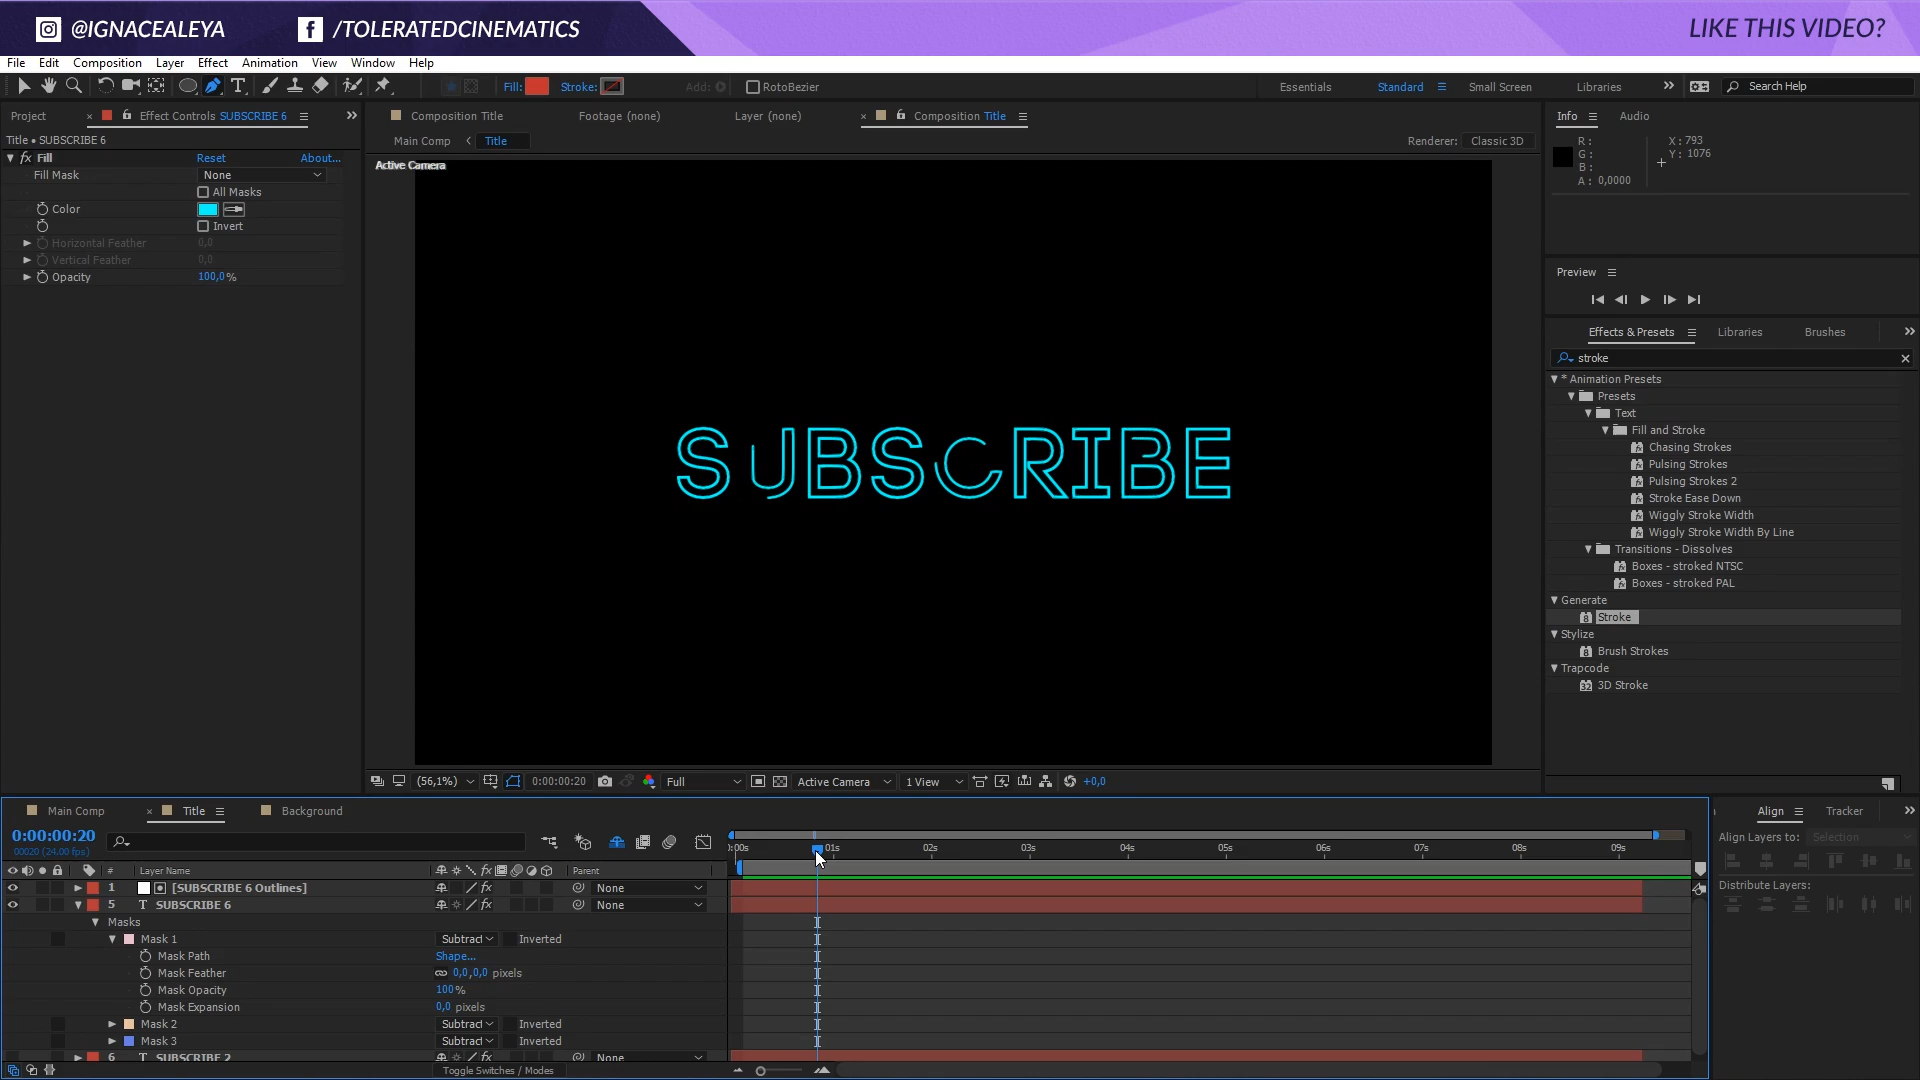 @IGNACEALEYA /TOLERATEDCINEMATICS LIKE THIS VIDEO?
File Edit Composition Layer Effect Animation View Window Help
Fill: Stroke: Add: RotoBezier Essentials Standard Small Screen Libraries Search Help
Project Effect Controls SUBSCRIBE 6
Composition Title Footage (none) Layer (none) Composition Title
Info Audio
Title • SUBSCRIBE 6
Main Comp Title
Renderer: Classic 3D
R:
G:
B:
A: 0,0000
X: 793
Y: 1076
fx Fill Reset About...
Fill Mask None
All Masks
Color
Invert
Horizontal Feather 0,0
Vertical Feather 0,0
Opacity 100,0%
Active Camera
SUBSCRIBE
Preview
Effects & Presets Libraries Brushes
stroke
* Animation Presets
Presets
Text
Fill and Stroke
Chasing Strokes
Pulsing Strokes
Pulsing Strokes 2
Stroke Ease Down
Wiggly Stroke Width
Wiggly Stroke Width By Line
Transitions - Dissolves
Boxes - stroked NTSC
Boxes - stroked PAL
Generate
Stroke
Stylize
Brush Strokes
Trapcode
3D Stroke
(56,1%) 0:00:00:20 Full Active Camera 1 View +0,0
Main Comp Title Background
0:00:00:20
00020 (24.00 fps)
:00s 01s 02s 03s 04s 05s 06s 07s 08s 09s
# Layer Name fx Parent
1 [SUBSCRIBE 6 Outlines] fx None
5 T SUBSCRIBE 6 fx None
Masks
Mask 1 Subtract Inverted
Mask Path Shape...
Mask Feather 0,0,0,0 pixels
Mask Opacity 100%
Mask Expansion 0,0 pixels
Mask 2 Subtract Inverted
Mask 3 Subtract Inverted
6 T SUBSCRIBE 2 fx None
Toggle Switches / Modes
Align Tracker
Align Layers to: Selection
Distribute Layers: